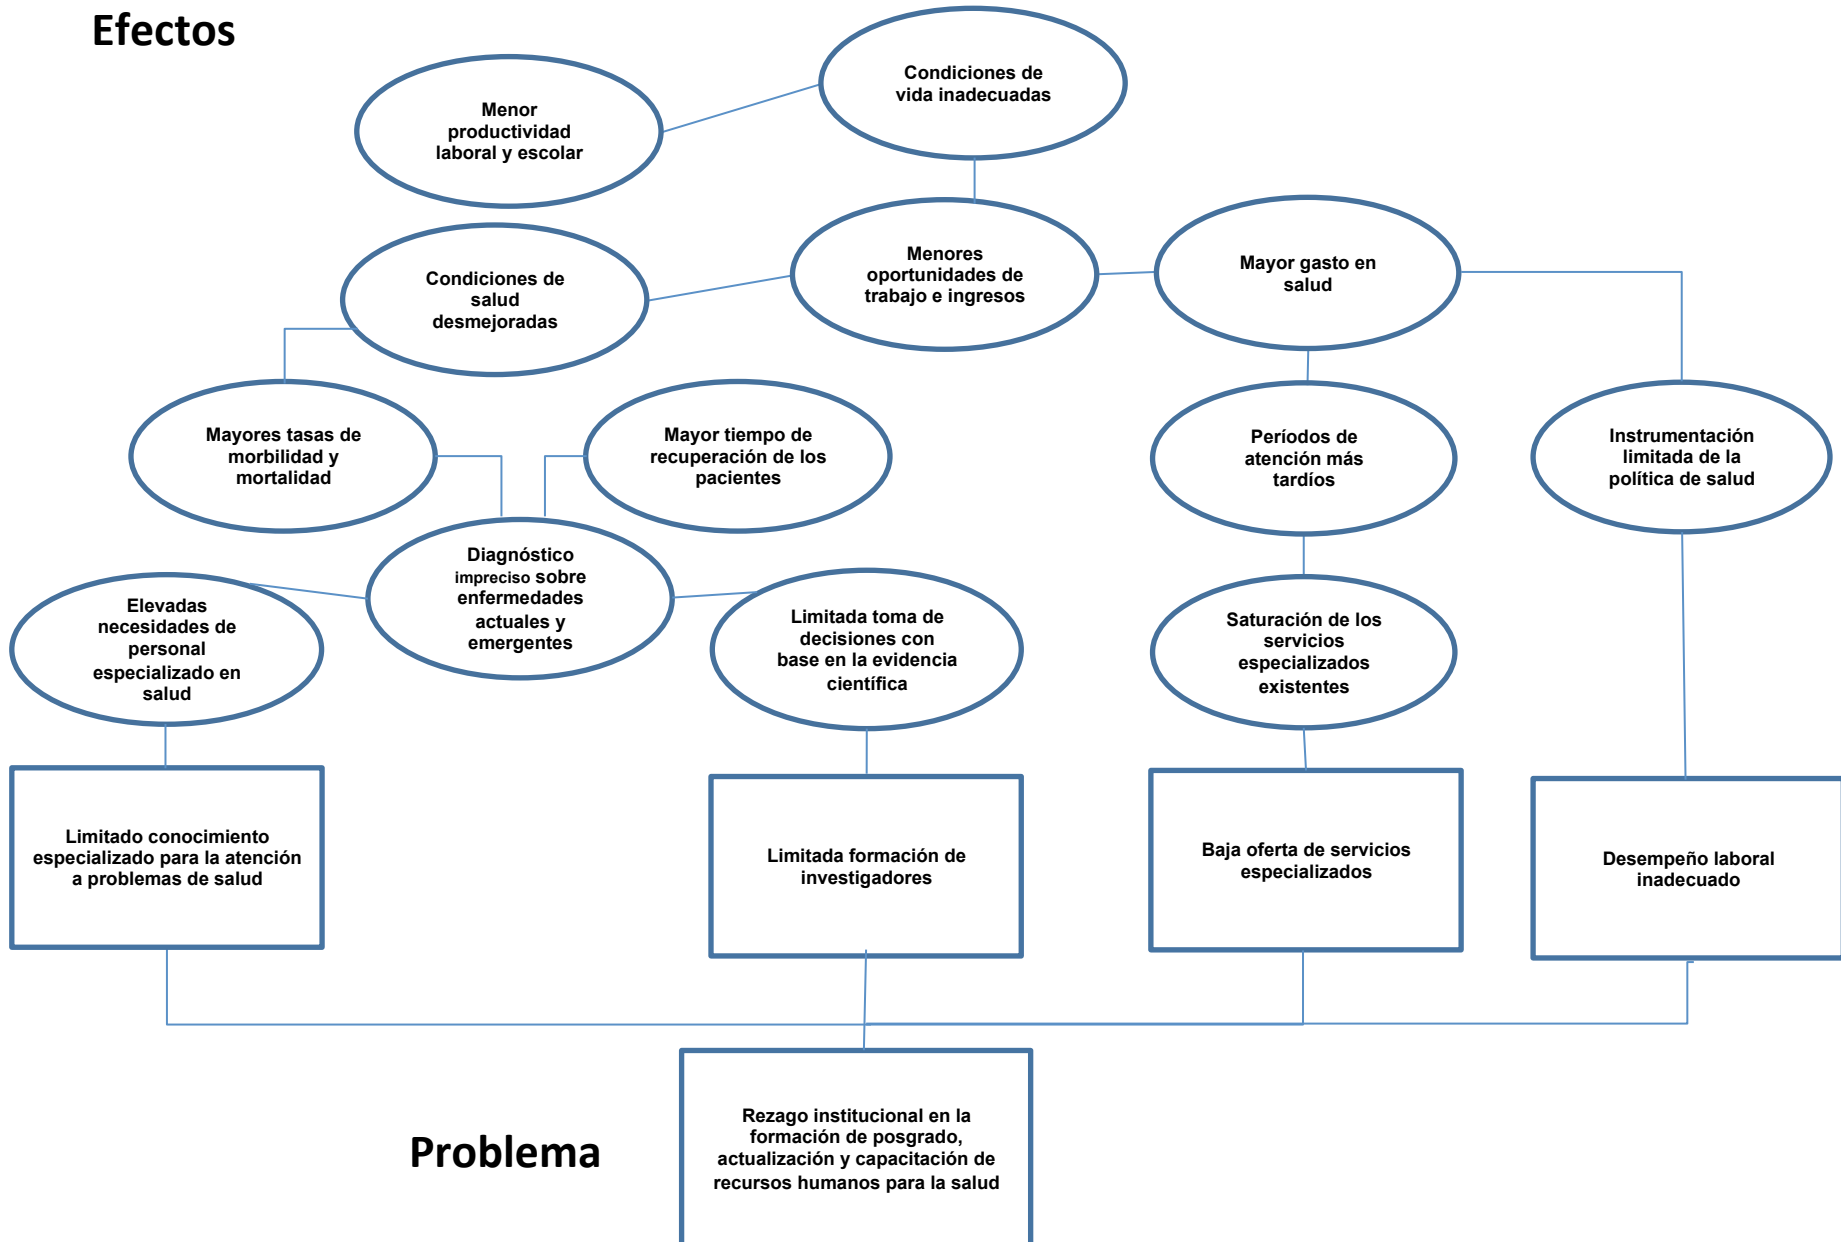 Efectos
Condiciones de
vida inadecuadas
Menor
productividad
laboral y escolar
Condiciones de
salud
desmejoradas
Menores
oportunidades de
trabajo e ingresos
Mayor gasto en
salud
Mayores tasas de
morbilidad y
mortalidad
Mayor tiempo de
recuperación de los
pacientes
Períodos de
atención más
tardíos
Instrumentación
limitada de la
política de salud
Diagnóstico
impreciso sobre
enfermedades
actuales y
emergentes
Elevadas
necesidades de
personal
especializado en
salud
Limitada toma de
decisiones con
base en la evidencia
científica
Saturación de los
servicios
especializados
existentes
Limitado conocimiento
especializado para la atención
a problemas de salud
Limitada formación de
investigadores
Baja oferta de servicios
especializados
Desempeño laboral
inadecuado
Problema
Rezago institucional en la
formación de posgrado,
actualización y capacitación de
recursos humanos para la salud